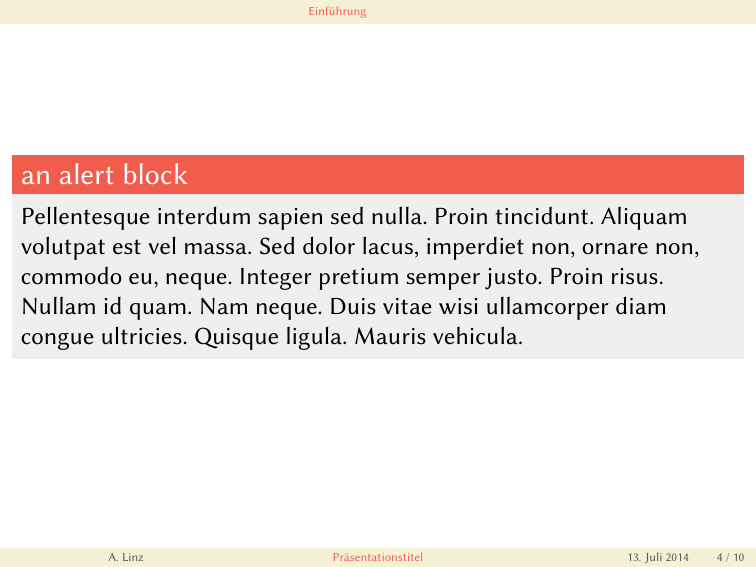 Einführung
an alert block
Pellentesque interdum sapien sed nulla. Proin tincidunt. Aliquam
volutpat est vel massa. Sed dolor lacus, imperdiet non, ornare non,
commodo eu, neque. Integer pretium semper justo. Proin risus.
Nullam id quam. Nam neque. Duis vitae wisi ullamcorper diam
congue ultricies. Quisque ligula. Mauris vehicula.
A. Linz Präsentationstitel 13. Juli 2014 4 / 10